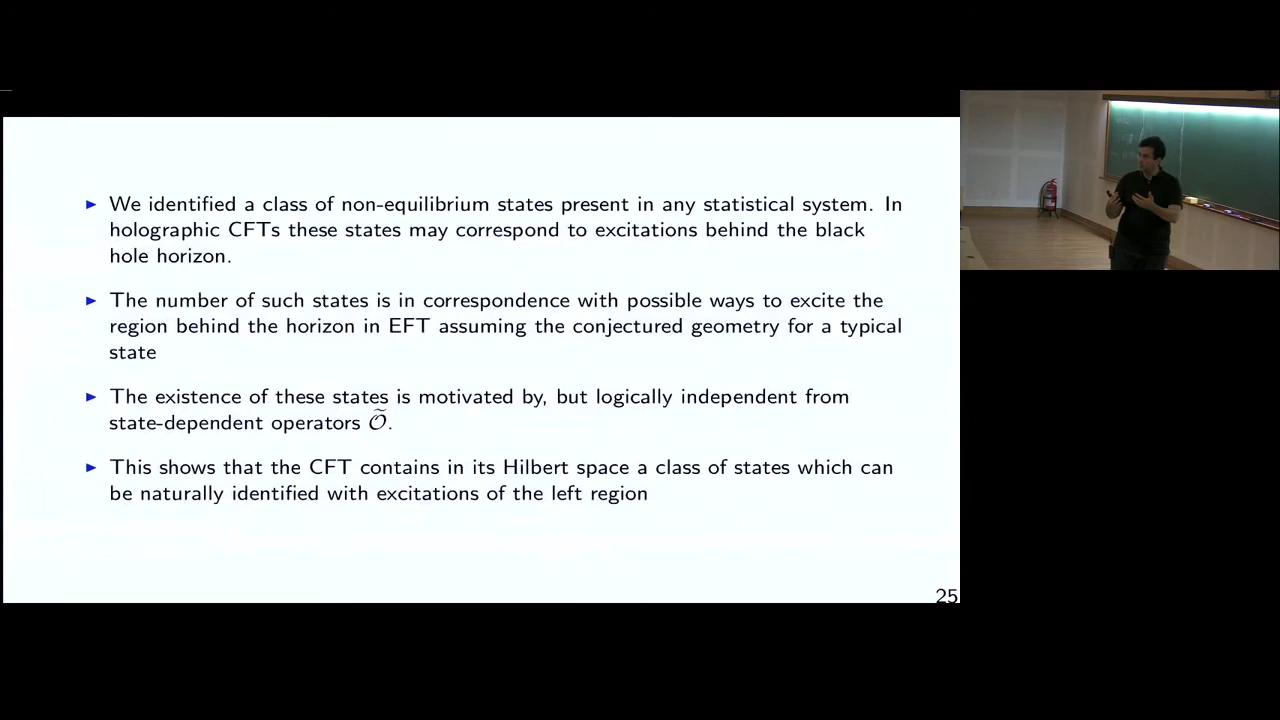 ▶ We identified a class of non-equilibrium states present in any statistical system. In
holographic CFTs these states may correspond to excitations behind the black
hole horizon.
▶ The number of such states is in correspondence with possible ways to excite the
region behind the horizon in EFT assuming the conjectured geometry for a typical
state
▶ The existence of these states is motivated by, but logically independent from
state-dependent operators 𝒪̃.
▶ This shows that the CFT contains in its Hilbert space a class of states which can
be naturally identified with excitations of the left region
25